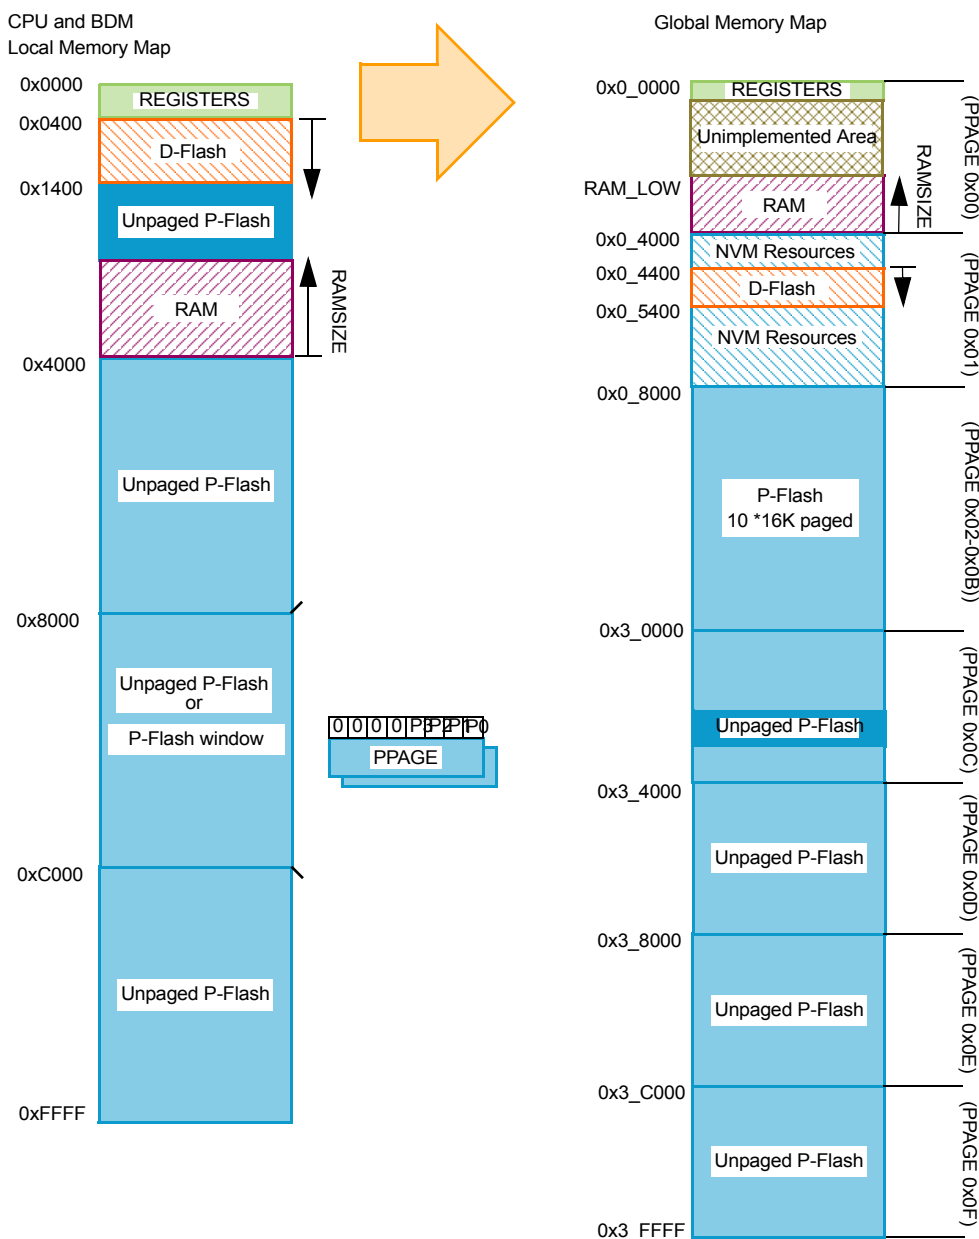 CPU and BDM
Local Memory Map
0x0000
REGISTERS
0x0400
D-Flash
0x1400
Unpaged P-Flash
RAM
RAMSIZE
0x4000
Unpaged P-Flash
0x8000
Unpaged P-Flash
or
P-Flash window
0xC000
Unpaged P-Flash
0xFFFF
0 0 0 0 P3 P2 P1 P0
PPAGE
Global Memory Map
0x0_0000
REGISTERS
Unimplemented Area
RAM_LOW
RAM
RAMSIZE
(PPAGE 0x00)
0x0_4000
NVM Resources
0x0_4400
D-Flash
0x0_5400
NVM Resources
(PPAGE 0x01)
0x0_8000
P-Flash
10 *16K paged
(PPAGE 0x02-0x0B))
0x3_0000
Unpaged P-Flash
(PPAGE 0x0C)
0x3_4000
Unpaged P-Flash
(PPAGE 0x0D)
0x3_8000
Unpaged P-Flash
(PPAGE 0x0E)
0x3_C000
Unpaged P-Flash
(PPAGE 0x0F)
0x3_FFFF